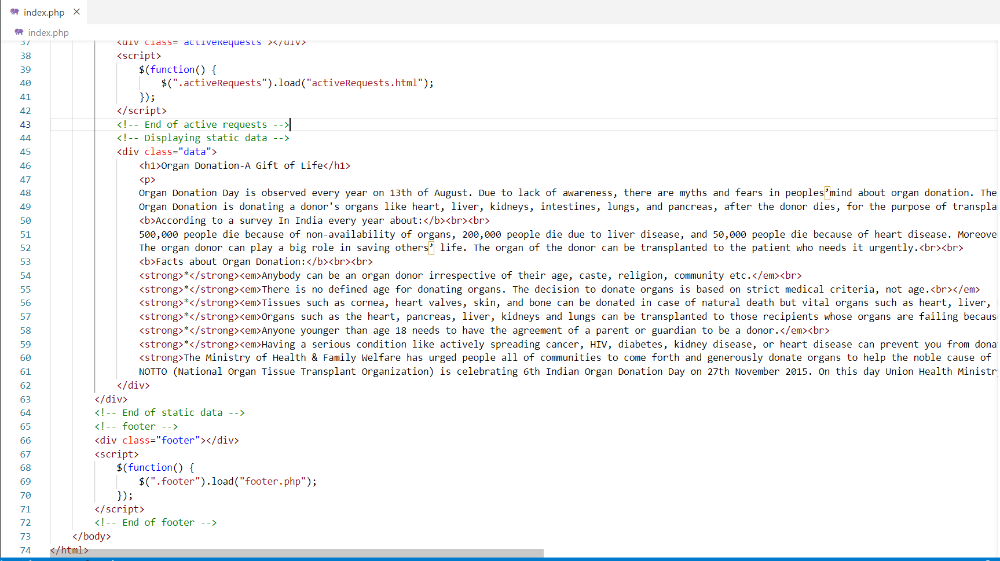 index.php
index.php
37 <div class="activeRequests"></div>
38 <script>
39 $(function() {
40 $(".activeRequests").load("activeRequests.html");
41 });
42 </script>
43 <!-- End of active requests -->
44 <!-- Displaying static data -->
45 <div class="data">
46 <h1>Organ Donation-A Gift of Life</h1>
47 <p>
48 Organ Donation Day is observed every year on 13th of August. Due to lack of awareness, there are myths and fears in peoples’mind about organ donation. The
49 Organ Donation is donating a donor's organs like heart, liver, kidneys, intestines, lungs, and pancreas, after the donor dies, for the purpose of transpla
50 <b>According to a survey In India every year about:</b><br><br>
51 500,000 people die because of non-availability of organs, 200,000 people die due to liver disease, and 50,000 people die because of heart disease. Moreove
52 The organ donor can play a big role in saving others’ life. The organ of the donor can be transplanted to the patient who needs it urgently.<br><br>
53 <b>Facts about Organ Donation:</b><br><br>
54 <strong>*</strong><em>Anybody can be an organ donor irrespective of their age, caste, religion, community etc.</em><br>
55 <strong>*</strong><em>There is no defined age for donating organs. The decision to donate organs is based on strict medical criteria, not age.<br></em>
56 <strong>*</strong><em>Tissues such as cornea, heart valves, skin, and bone can be donated in case of natural death but vital organs such as heart, liver,
57 <strong>*</strong><em>Organs such as the heart, pancreas, liver, kidneys and lungs can be transplanted to those recipients whose organs are failing becaus
58 <strong>*</strong><em>Anyone younger than age 18 needs to have the agreement of a parent or guardian to be a donor.</em><br>
59 <strong>*</strong><em>Having a serious condition like actively spreading cancer, HIV, diabetes, kidney disease, or heart disease can prevent you from dona
60 <strong>The Ministry of Health & Family Welfare has urged people all of communities to come forth and generously donate organs to help the noble cause of
61 NOTTO (National Organ Tissue Transplant Organization) is celebrating 6th Indian Organ Donation Day on 27th November 2015. On this day Union Health Ministry
62 </div>
63 </div>
64 <!-- End of static data -->
65 <!-- footer -->
66 <div class="footer"></div>
67 <script>
68 $(function() {
69 $(".footer").load("footer.php");
70 });
71 </script>
72 <!-- End of footer -->
73 </body>
74 </html>